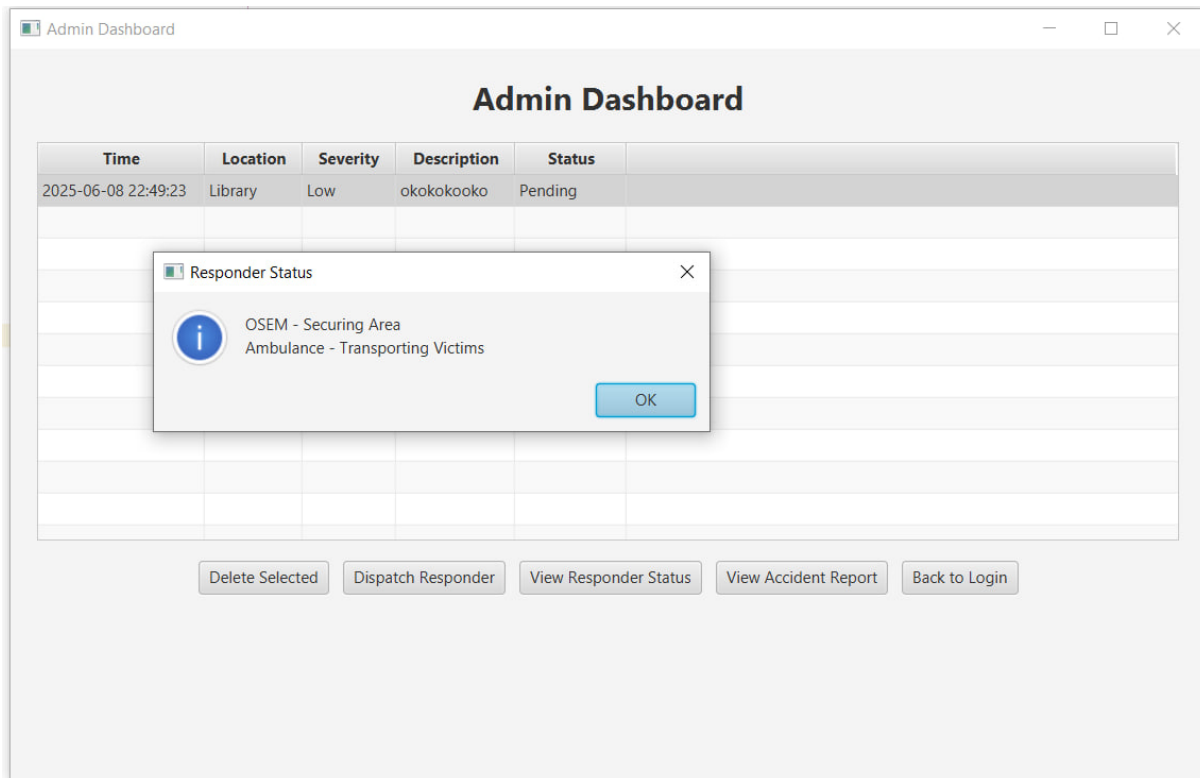 Admin Dashboard
Admin Dashboard
Time Location Severity Description Status
2025-06-08 22:49:23 Library Low okokokooko Pending
Responder Status
OSEM - Securing Area
Ambulance - Transporting Victims
OK
Delete Selected Dispatch Responder View Responder Status View Accident Report Back to Login